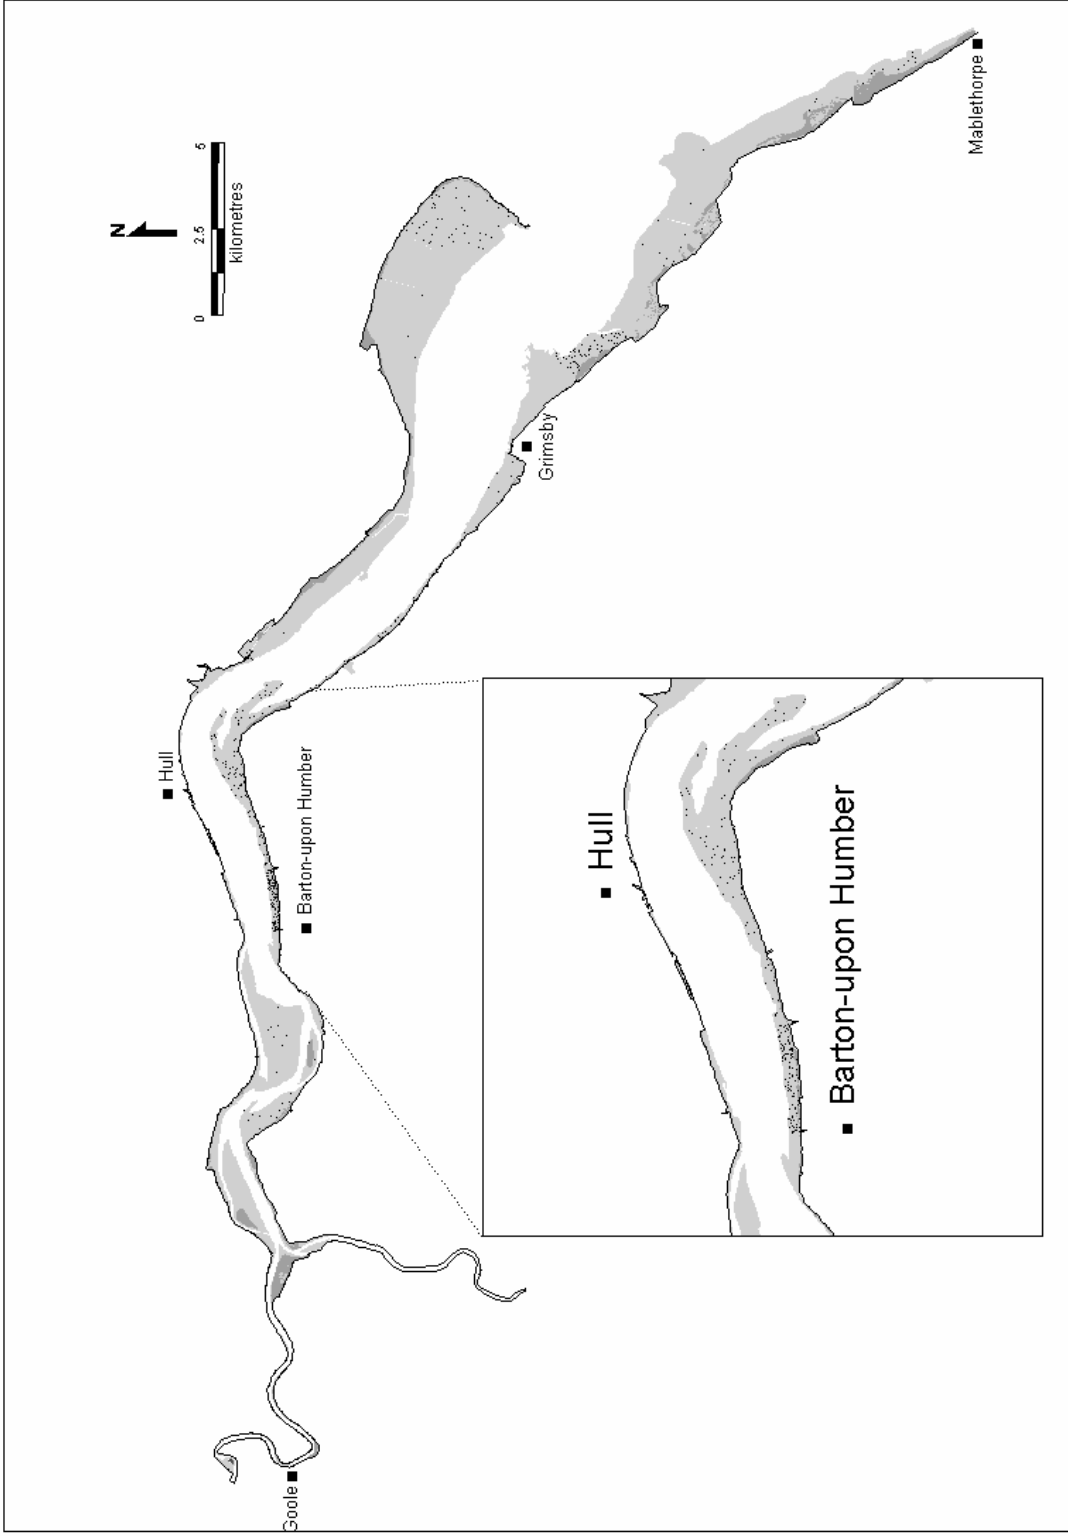 N
0 2.5 5
kilometres
Hull
Barton-upon Humber
Goole
Grimsby
Mablethorpe
Hull
Barton-upon Humber